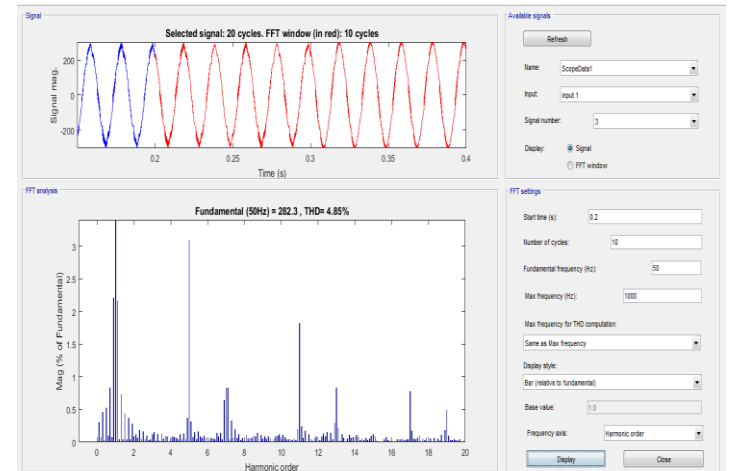 Signal
Selected signal: 20 cycles. FFT window (in red): 10 cycles
Signal mag.
200
0
-200
0.2
0.25
0.3
0.35
0.4
Time (s)
FFT analysis
Fundamental (50Hz) = 282.3 , THD= 4.85%
Mag (% of Fundamental)
3
2.5
2
1.5
1
0.5
0
0
2
4
6
8
10
12
14
16
18
20
Harmonic order
Available signals
Refresh
Name:
ScopeData1
Input:
input 1
Signal number:
3
Display:
Signal
FFT window
FFT settings
Start time (s):
0.2
Number of cycles:
10
Fundamental frequency (Hz):
50
Max frequency (Hz):
1000
Max frequency for THD computation:
Same as Max frequency
Display style:
Bar (relative to fundamental)
Base value:
1.0
Frequency axis:
Harmonic order
Display
Close